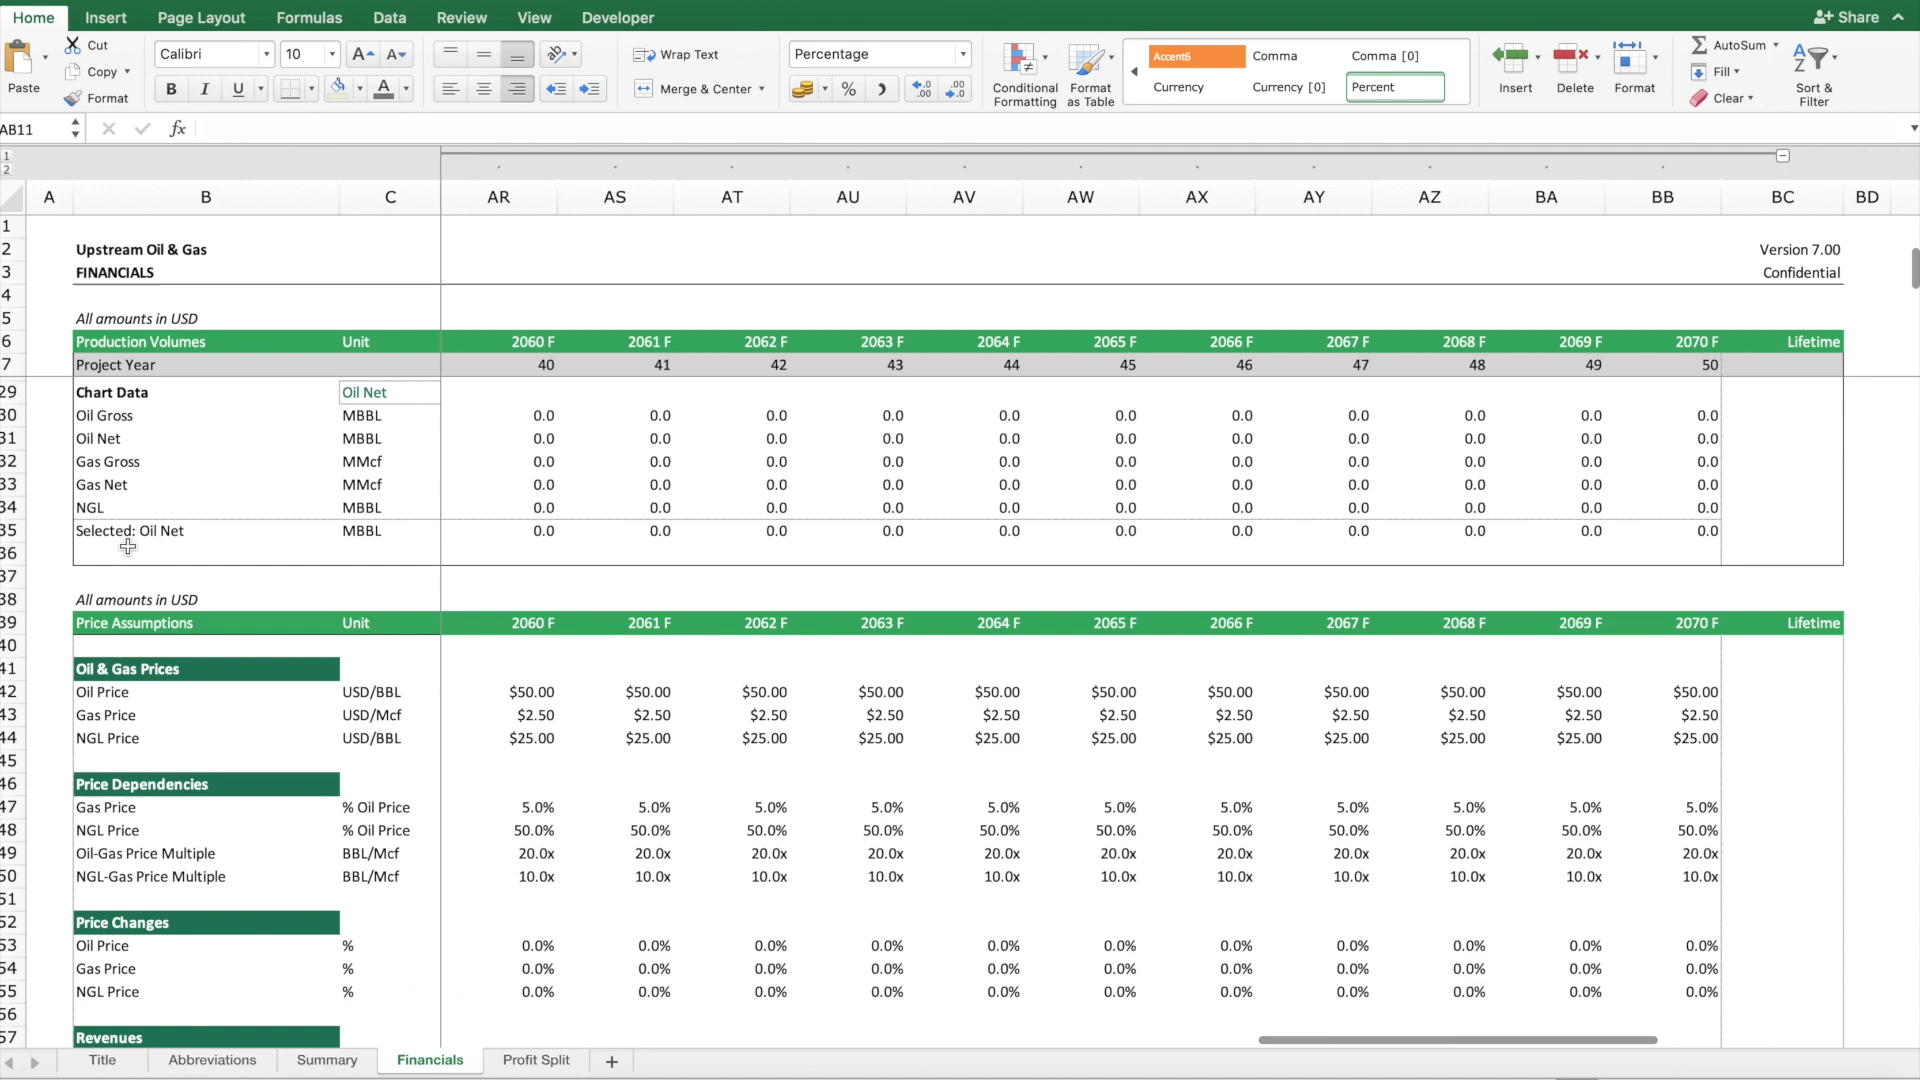 Home Insert Page Layout Formulas Data Review View Developer Share
Cut
Copy
Format
Paste
Calibri 10
B I U
Wrap Text
Merge & Center
Percentage
Conditional Formatting
Format as Table
Accent6 Comma Comma [0]
Currency Currency [0] Percent
Insert Delete Format
AutoSum
Fill
Clear
Sort & Filter
AB11 fx
1
2
A B C AR AS AT AU AV AW AX AY AZ BA BB BC BD
1
2 Upstream Oil & Gas Version 7.00
3 FINANCIALS Confidential
4
5 All amounts in USD
6 Production Volumes Unit 2060 F 2061 F 2062 F 2063 F 2064 F 2065 F 2066 F 2067 F 2068 F 2069 F 2070 F Lifetime
7 Project Year 40 41 42 43 44 45 46 47 48 49 50
29 Chart Data Oil Net
30 Oil Gross MBBL 0.0 0.0 0.0 0.0 0.0 0.0 0.0 0.0 0.0 0.0 0.0
31 Oil Net MBBL 0.0 0.0 0.0 0.0 0.0 0.0 0.0 0.0 0.0 0.0 0.0
32 Gas Gross MMcf 0.0 0.0 0.0 0.0 0.0 0.0 0.0 0.0 0.0 0.0 0.0
33 Gas Net MMcf 0.0 0.0 0.0 0.0 0.0 0.0 0.0 0.0 0.0 0.0 0.0
34 NGL MBBL 0.0 0.0 0.0 0.0 0.0 0.0 0.0 0.0 0.0 0.0 0.0
35 Selected: Oil Net MBBL 0.0 0.0 0.0 0.0 0.0 0.0 0.0 0.0 0.0 0.0 0.0
36
37
38 All amounts in USD
39 Price Assumptions Unit 2060 F 2061 F 2062 F 2063 F 2064 F 2065 F 2066 F 2067 F 2068 F 2069 F 2070 F Lifetime
40
41 Oil & Gas Prices
42 Oil Price USD/BBL $50.00 $50.00 $50.00 $50.00 $50.00 $50.00 $50.00 $50.00 $50.00 $50.00 $50.00
43 Gas Price USD/Mcf $2.50 $2.50 $2.50 $2.50 $2.50 $2.50 $2.50 $2.50 $2.50 $2.50 $2.50
44 NGL Price USD/BBL $25.00 $25.00 $25.00 $25.00 $25.00 $25.00 $25.00 $25.00 $25.00 $25.00 $25.00
45
46 Price Dependencies
47 Gas Price % Oil Price 5.0% 5.0% 5.0% 5.0% 5.0% 5.0% 5.0% 5.0% 5.0% 5.0% 5.0%
48 NGL Price % Oil Price 50.0% 50.0% 50.0% 50.0% 50.0% 50.0% 50.0% 50.0% 50.0% 50.0% 50.0%
49 Oil-Gas Price Multiple BBL/Mcf 20.0x 20.0x 20.0x 20.0x 20.0x 20.0x 20.0x 20.0x 20.0x 20.0x 20.0x
50 NGL-Gas Price Multiple BBL/Mcf 10.0x 10.0x 10.0x 10.0x 10.0x 10.0x 10.0x 10.0x 10.0x 10.0x 10.0x
51
52 Price Changes
53 Oil Price % 0.0% 0.0% 0.0% 0.0% 0.0% 0.0% 0.0% 0.0% 0.0% 0.0% 0.0%
54 Gas Price % 0.0% 0.0% 0.0% 0.0% 0.0% 0.0% 0.0% 0.0% 0.0% 0.0% 0.0%
55 NGL Price % 0.0% 0.0% 0.0% 0.0% 0.0% 0.0% 0.0% 0.0% 0.0% 0.0% 0.0%
56
57 Revenues
Title Abbreviations Summary Financials Profit Split